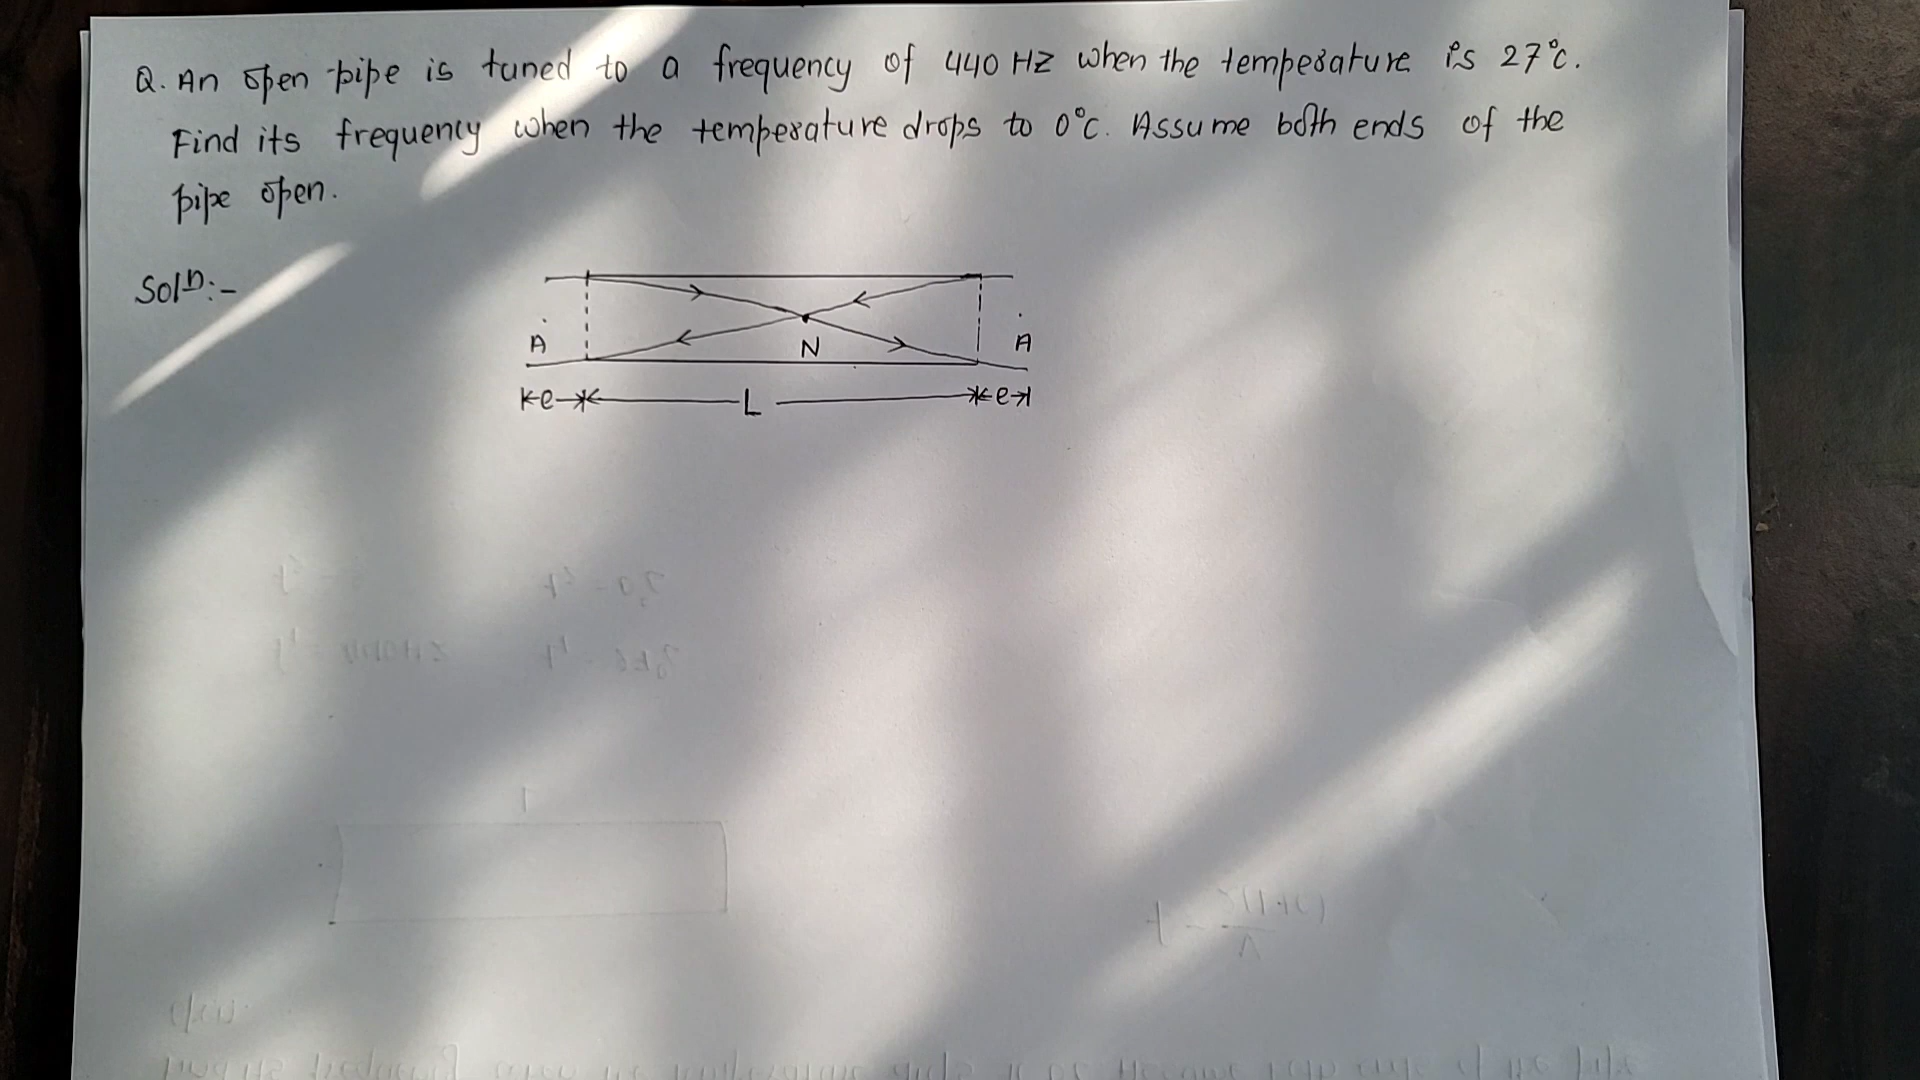 Q. An open pipe is tuned to a frequency of 440 HZ when the temperature is 27°c.
Find its frequency when the temperature drops to 0°c. Assume both ends of the
pipe open.
Solⁿ:-
A N A
e L e